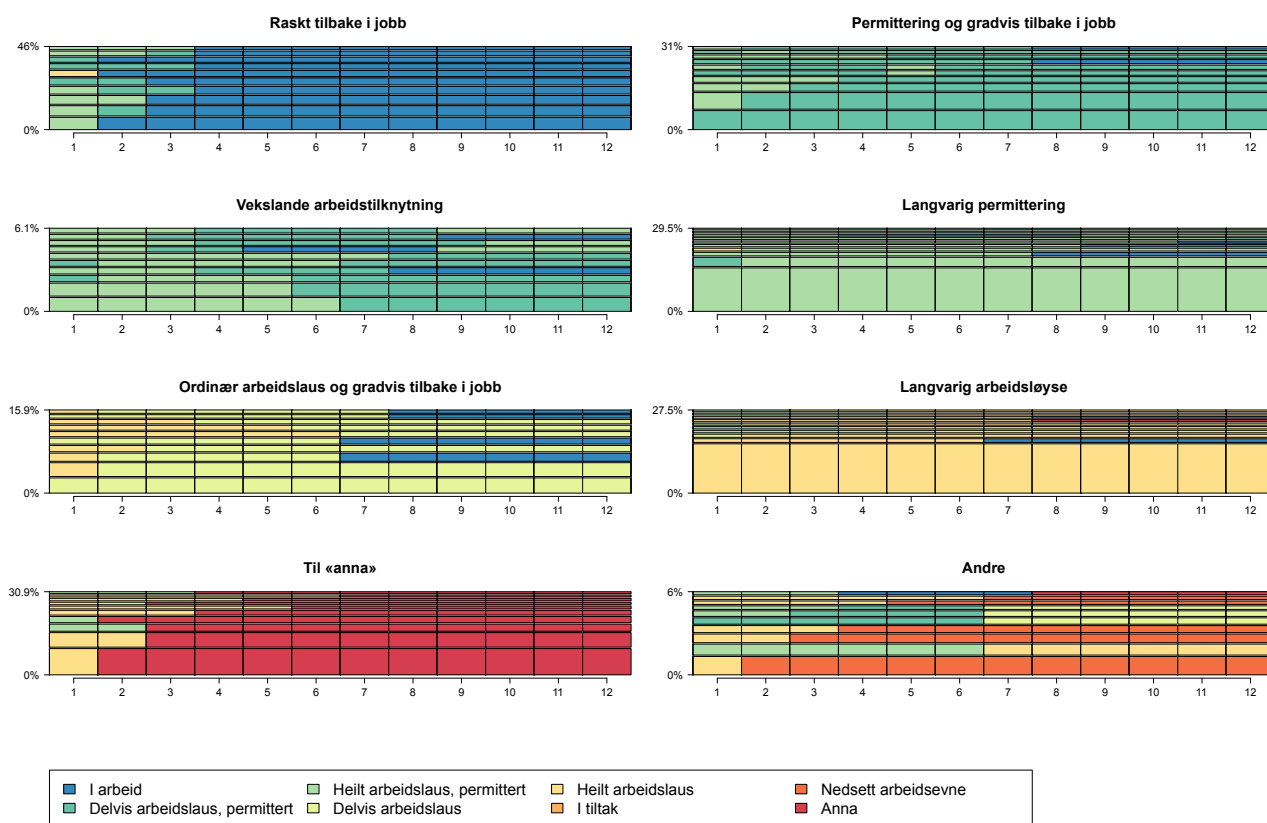 Raskt tilbake i jobb
46%
0%
1 2 3 4 5 6 7 8 9 10 11 12
Permittering og gradvis tilbake i jobb
31%
0%
1 2 3 4 5 6 7 8 9 10 11 12
Vekslande arbeidstilknytning
6.1%
0%
1 2 3 4 5 6 7 8 9 10 11 12
Langvarig permittering
29.5%
0%
1 2 3 4 5 6 7 8 9 10 11 12
Ordinær arbeidslaus og gradvis tilbake i jobb
15.9%
0%
1 2 3 4 5 6 7 8 9 10 11 12
Langvarig arbeidsløyse
27.5%
0%
1 2 3 4 5 6 7 8 9 10 11 12
Til «anna»
30.9%
0%
1 2 3 4 5 6 7 8 9 10 11 12
Andre
6%
0%
1 2 3 4 5 6 7 8 9 10 11 12
I arbeid
Delvis arbeidslaus, permittert
Heilt arbeidslaus, permittert
Delvis arbeidslaus
Heilt arbeidslaus
I tiltak
Nedsett arbeidsevne
Anna